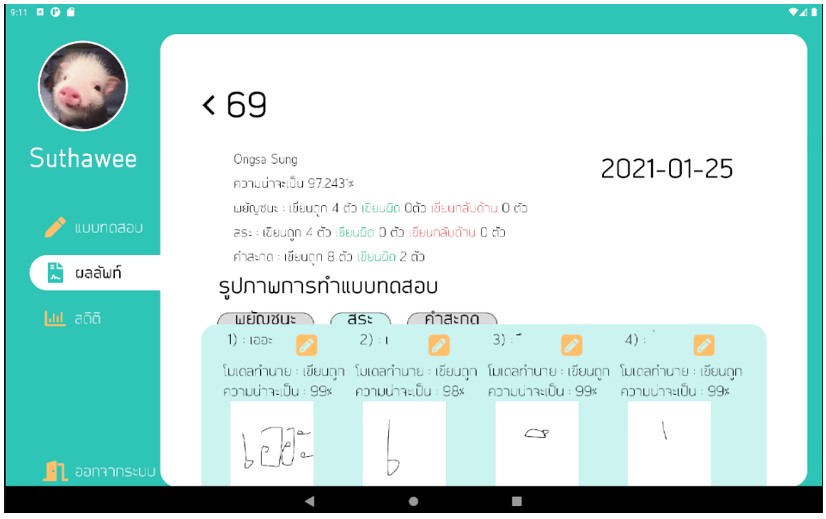 9:11
Suthawee
แบบทดสอบ
ผลลัพท์
สถิติ
ออกจากระบบ
< 69
2021-01-25
Ongsa Sung
ความน่าจะเป็น 97.243%
พยัญชนะ : เขียนถูก 4 ตัว เขียนผิด 0ตัว เขียนกลับด้าน 0 ตัว
สระ : เขียนถูก 4 ตัว เขียนผิด 0 ตัว เขียนกลับด้าน 0 ตัว
คำสะกด : เขียนถูก 8 ตัว เขียนผิด 2 ตัว
รูปภาพการทำแบบทดสอบ
พยัญชนะ สระ คำสะกด
1) : เออะ 2) : เ 3) : 4) :
โมเดลทำนาย : เขียนถูก โมเดลทำนาย : เขียนถูก โมเดลทำนาย : เขียนถูก โมเดลทำนาย : เขียนถูก
ความน่าจะเป็น : 99% ความน่าจะเป็น : 98% ความน่าจะเป็น : 99% ความน่าจะเป็น : 99%
เออะ เ